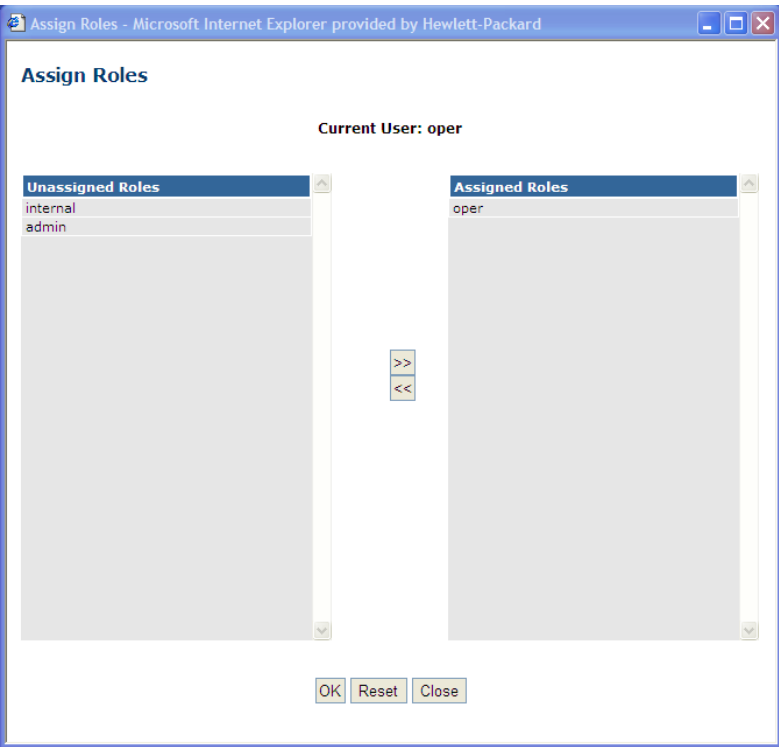 Assign Roles - Microsoft Internet Explorer provided by Hewlett-Packard
Assign Roles
Current User: oper
Unassigned Roles
internal
admin
Assigned Roles
oper
>>
<<
OK Reset Close